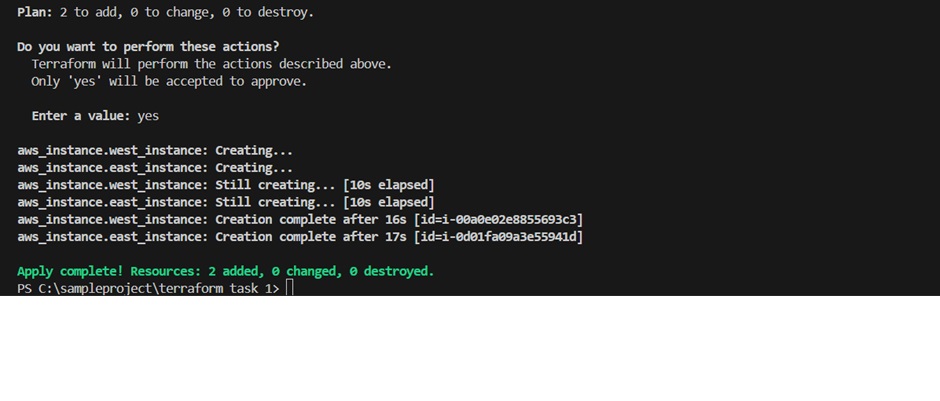 Plan: 2 to add, 0 to change, 0 to destroy.
Do you want to perform these actions?
Terraform will perform the actions described above.
Only 'yes' will be accepted to approve.
Enter a value: yes
aws_instance.west_instance: Creating...
aws_instance.east_instance: Creating...
aws_instance.west_instance: Still creating... [10s elapsed]
aws_instance.east_instance: Still creating... [10s elapsed]
aws_instance.west_instance: Creation complete after 16s [id=i-00a0e02e8855693c3]
aws_instance.east_instance: Creation complete after 17s [id=i-0d01fa09a3e55941d]
Apply complete! Resources: 2 added, 0 changed, 0 destroyed.
PS C:\sampleproject\terraform task 1>